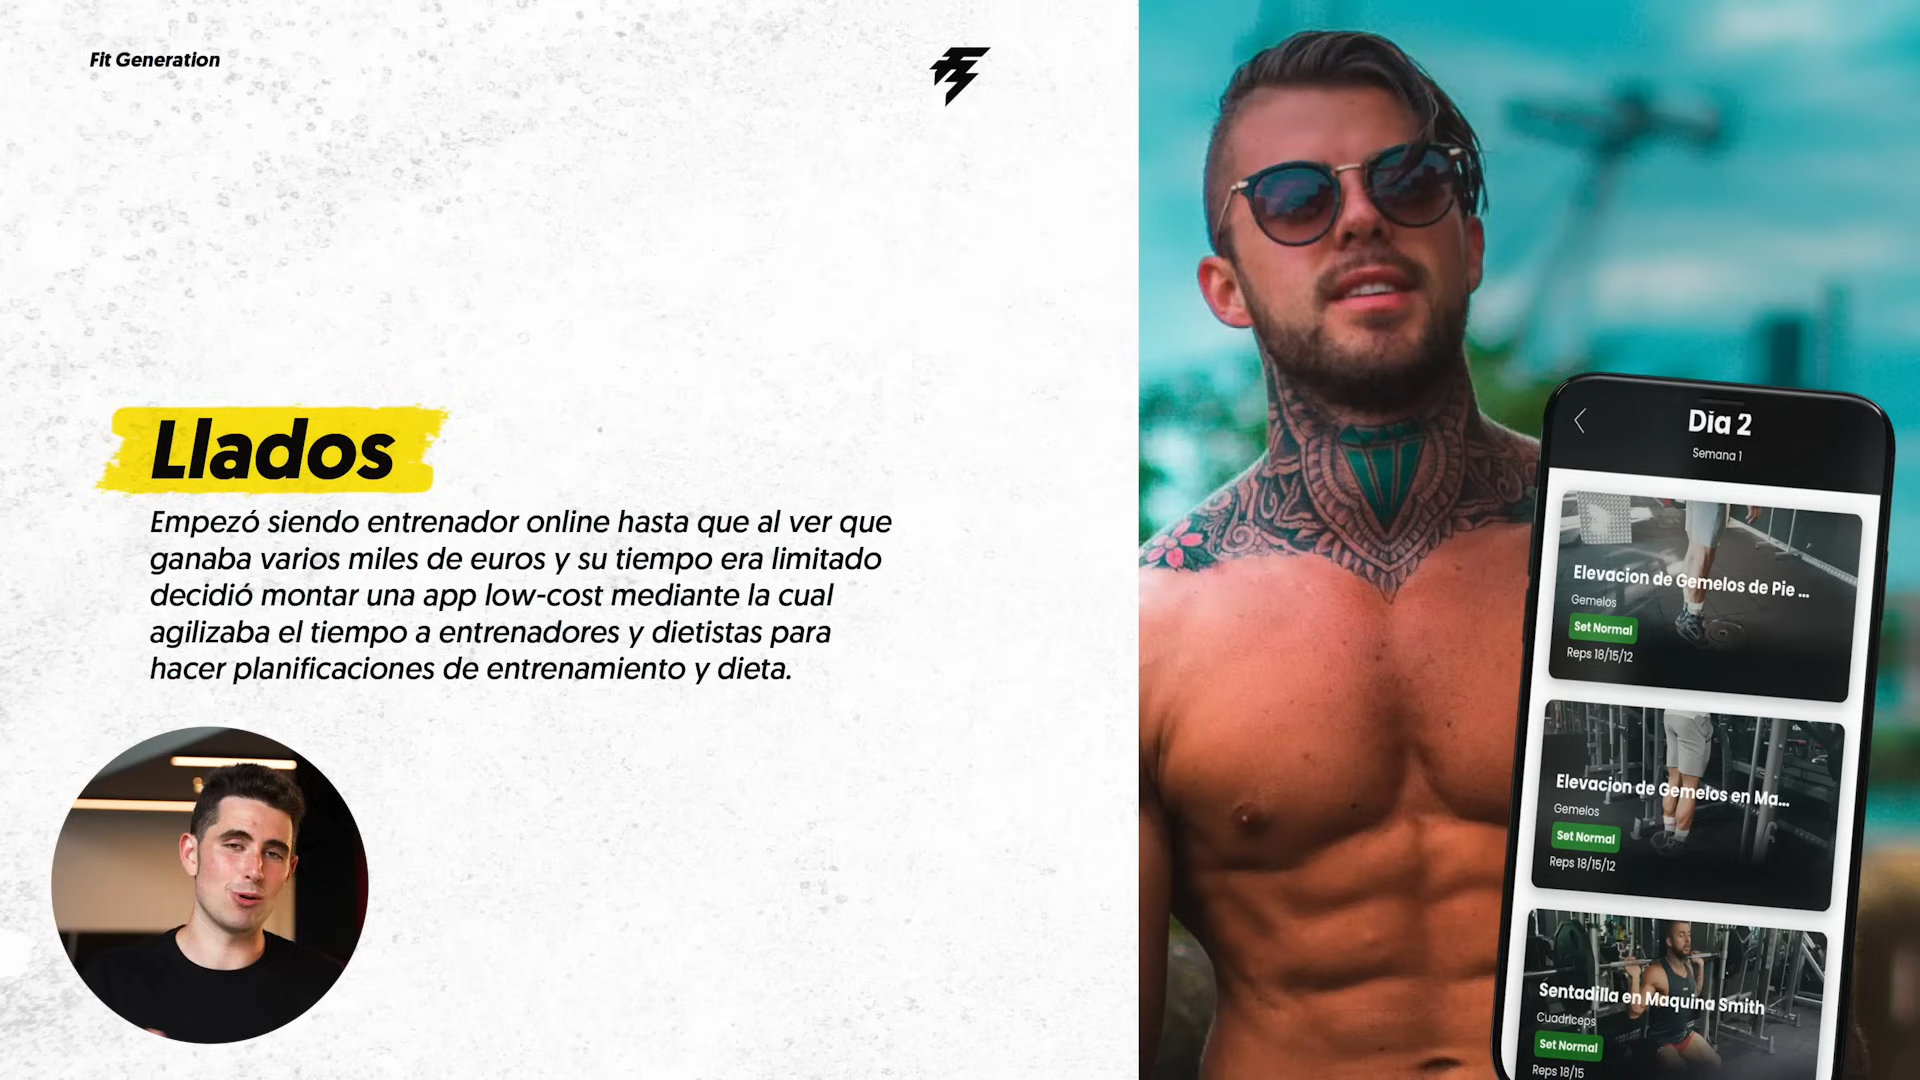 Fit Generation
Llados
Empezó siendo entrenador online hasta que al ver que
ganaba varios miles de euros y su tiempo era limitado
decidió montar una app low-cost mediante la cual
agilizaba el tiempo a entrenadores y dietistas para
hacer planificaciones de entrenamiento y dieta.
Dia 2
Semana 1
Elevacion de Gemelos de Pie ...
Gemelos
Set Normal
Reps 18/15/12
Elevacion de Gemelos en Ma...
Gemelos
Set Normal
Reps 18/15/12
Sentadilla en Maquina Smith
Cuadriceps
Set Normal
Reps 18/15